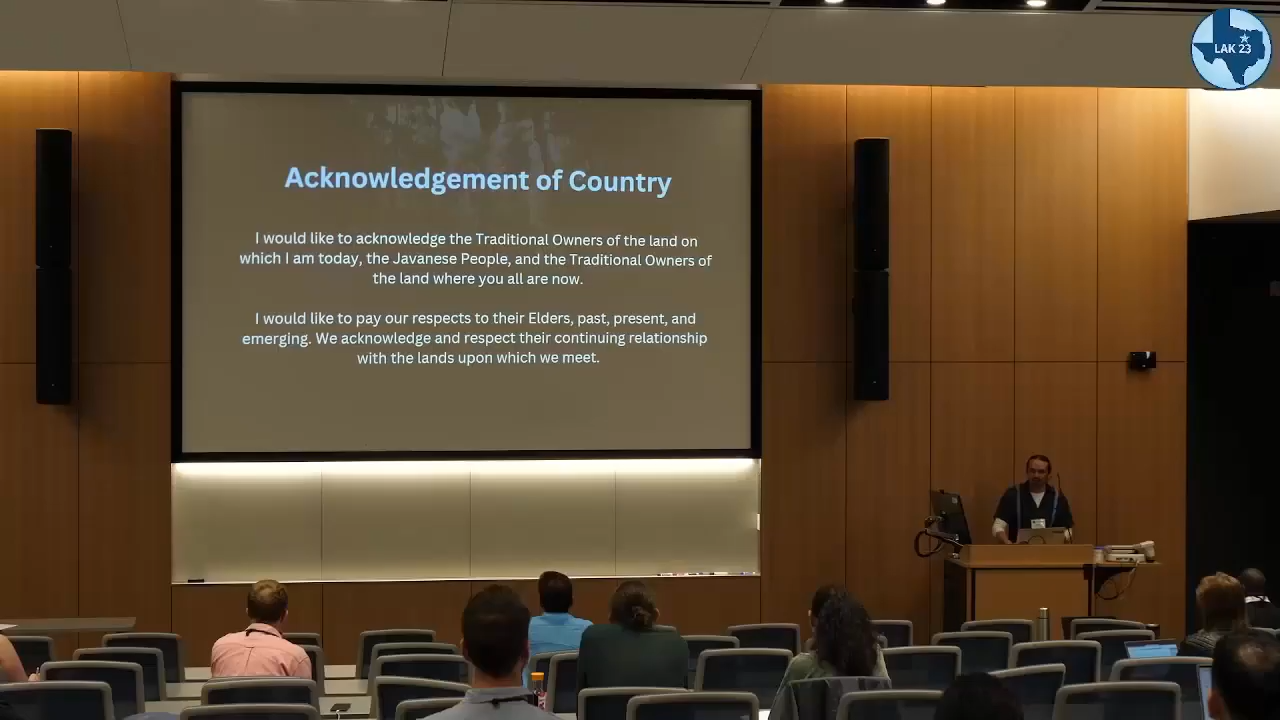 LAK 23
Acknowledgement of Country
I would like to acknowledge the Traditional Owners of the land on
which I am today, the Javanese People, and the Traditional Owners of
the land where you all are now.
I would like to pay our respects to their Elders, past, present, and
emerging. We acknowledge and respect their continuing relationship
with the lands upon which we meet.